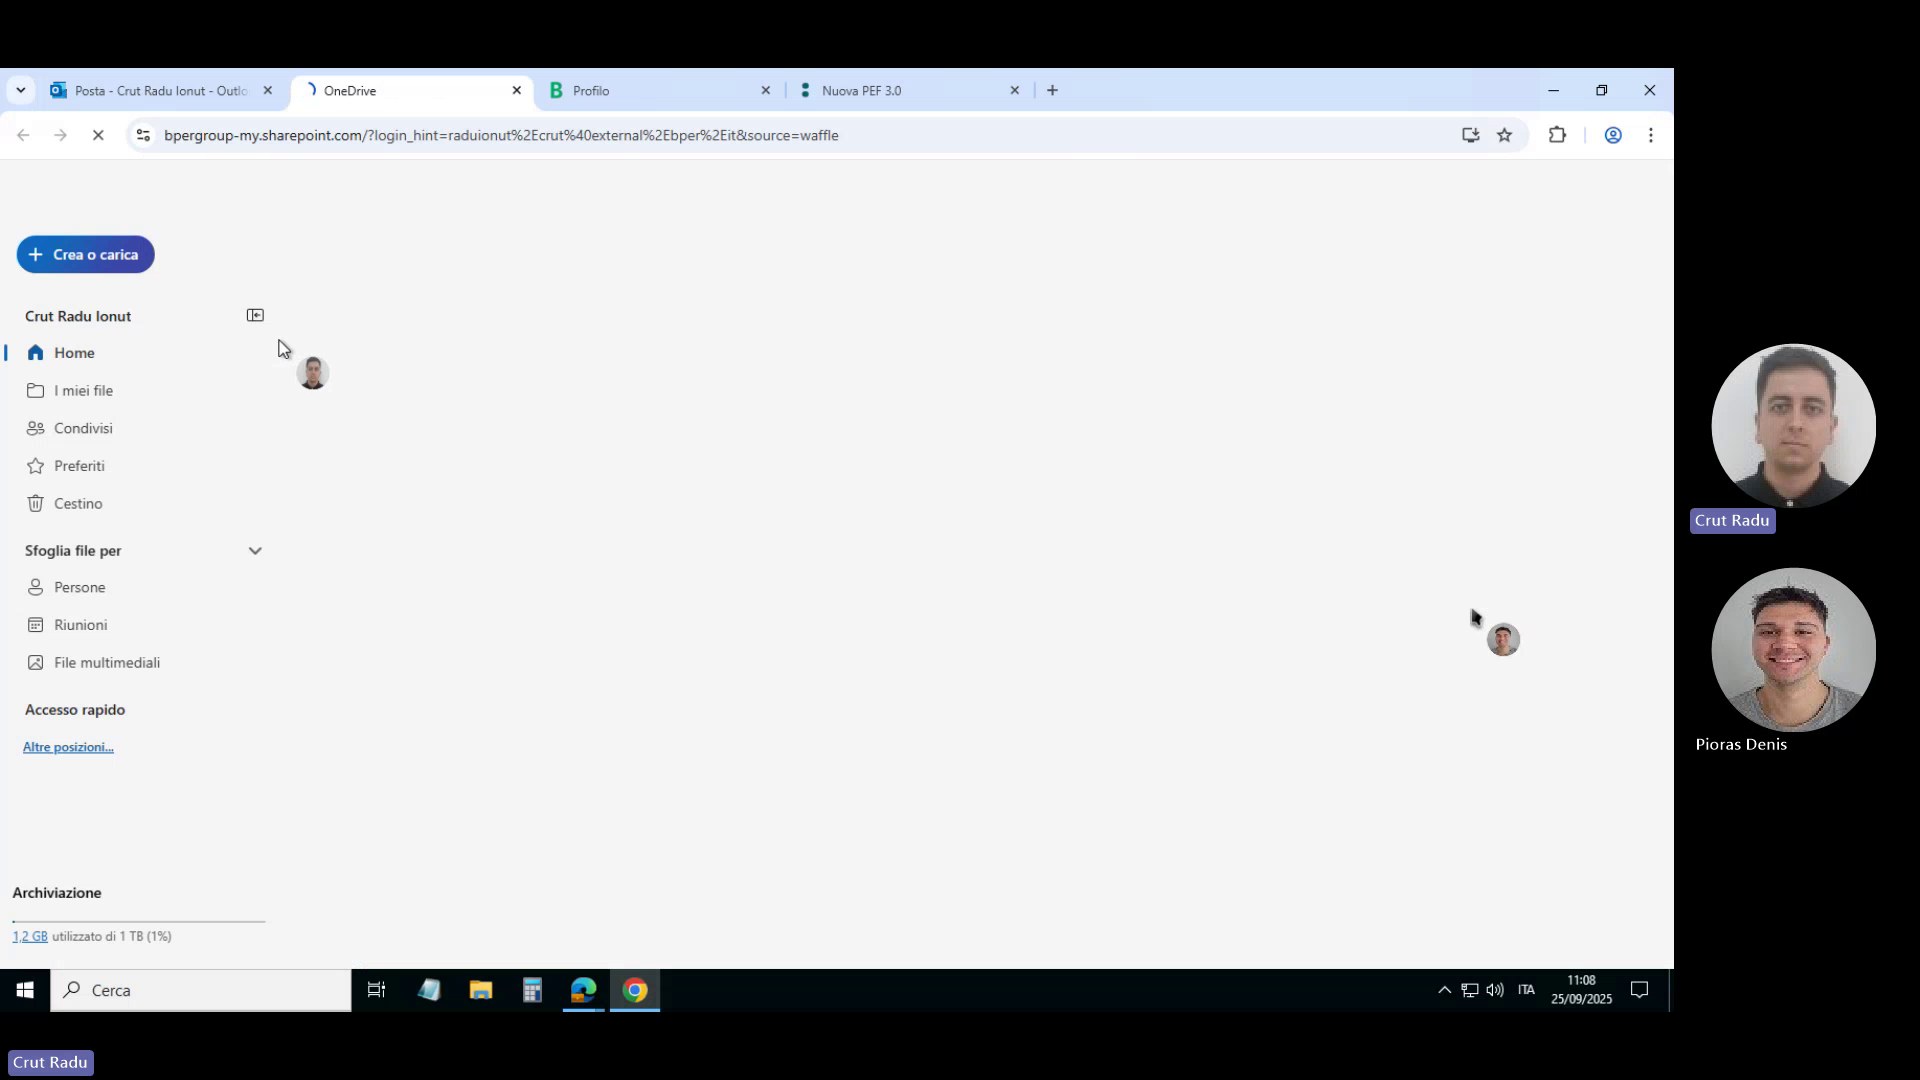 Posta - Crut Radu Ionut - Outlo
OneDrive
Profilo
Nuova PEF 3.0
bpergroup-my.sharepoint.com/?login_hint=raduionut%2Ecrut%40external%2Ebper%2Eit&source=waffle
Crea o carica
Crut Radu Ionut
Home
I miei file
Condivisi
Preferiti
Cestino
Sfoglia file per
Persone
Riunioni
File multimediali
Accesso rapido
Altre posizioni...
Archiviazione
1,2 GB utilizzato di 1 TB (1%)
Cerca
ITA
11:08
25/09/2025
Crut Radu
Pioras Denis
Crut Radu